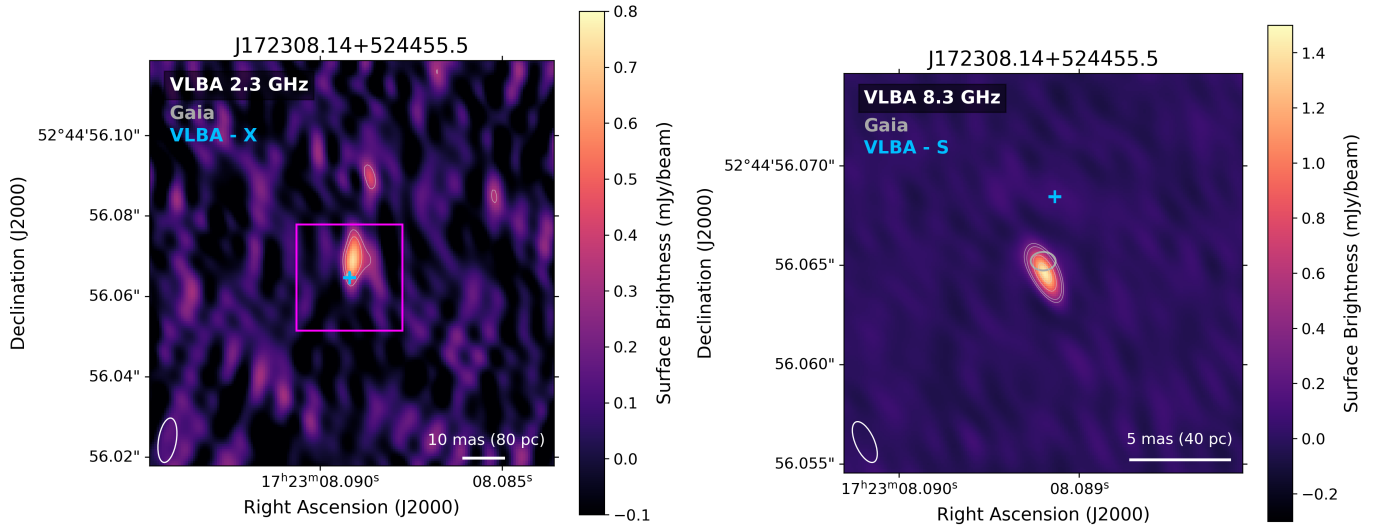 J172308.14+524455.5
VLBA 2.3 GHz
Gaia
VLBA - X
52°44'56.10"
56.08"
56.06"
56.04"
56.02"
Declination (J2000)
10 mas (80 pc)
17ʰ23ᵐ08.090ˢ
08.085ˢ
Right Ascension (J2000)
0.8
0.7
0.6
0.5
0.4
0.3
0.2
0.1
0.0
−0.1
Surface Brightness (mJy/beam)
J172308.14+524455.5
VLBA 8.3 GHz
Gaia
VLBA - S
52°44'56.070"
56.065"
56.060"
56.055"
Declination (J2000)
5 mas (40 pc)
17ʰ23ᵐ08.090ˢ
08.089ˢ
Right Ascension (J2000)
1.4
1.2
1.0
0.8
0.6
0.4
0.2
0.0
−0.2
Surface Brightness (mJy/beam)